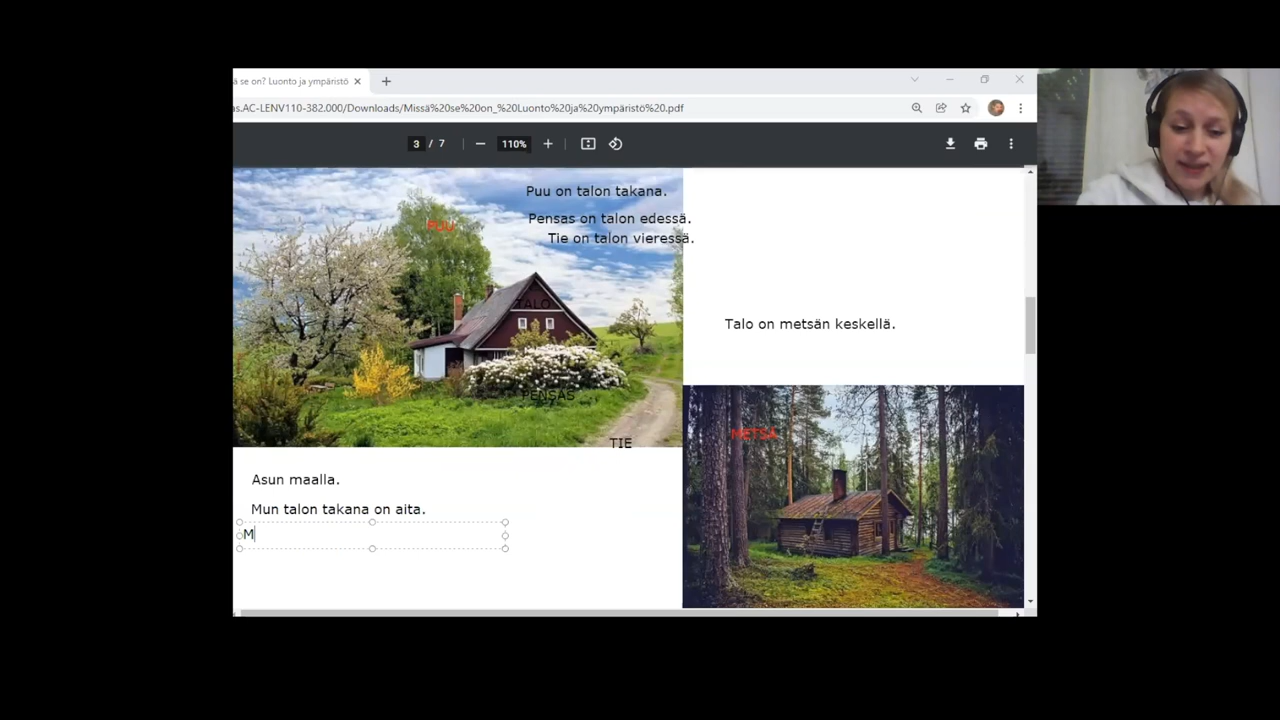 ä se on? Luonto ja ympäristö
as.AC-LENV110-382.000/Downloads/Missä%20se%20on_%20Luonto%20ja%20ympäristö%20.pdf
3 / 7
110%
Puu on talon takana.
Pensas on talon edessä.
Tie on talon vieressä.
PUU
TALO
PENSAS
TIE
Talo on metsän keskellä.
METSÄ
Asun maalla.
Mun talon takana on aita.
M